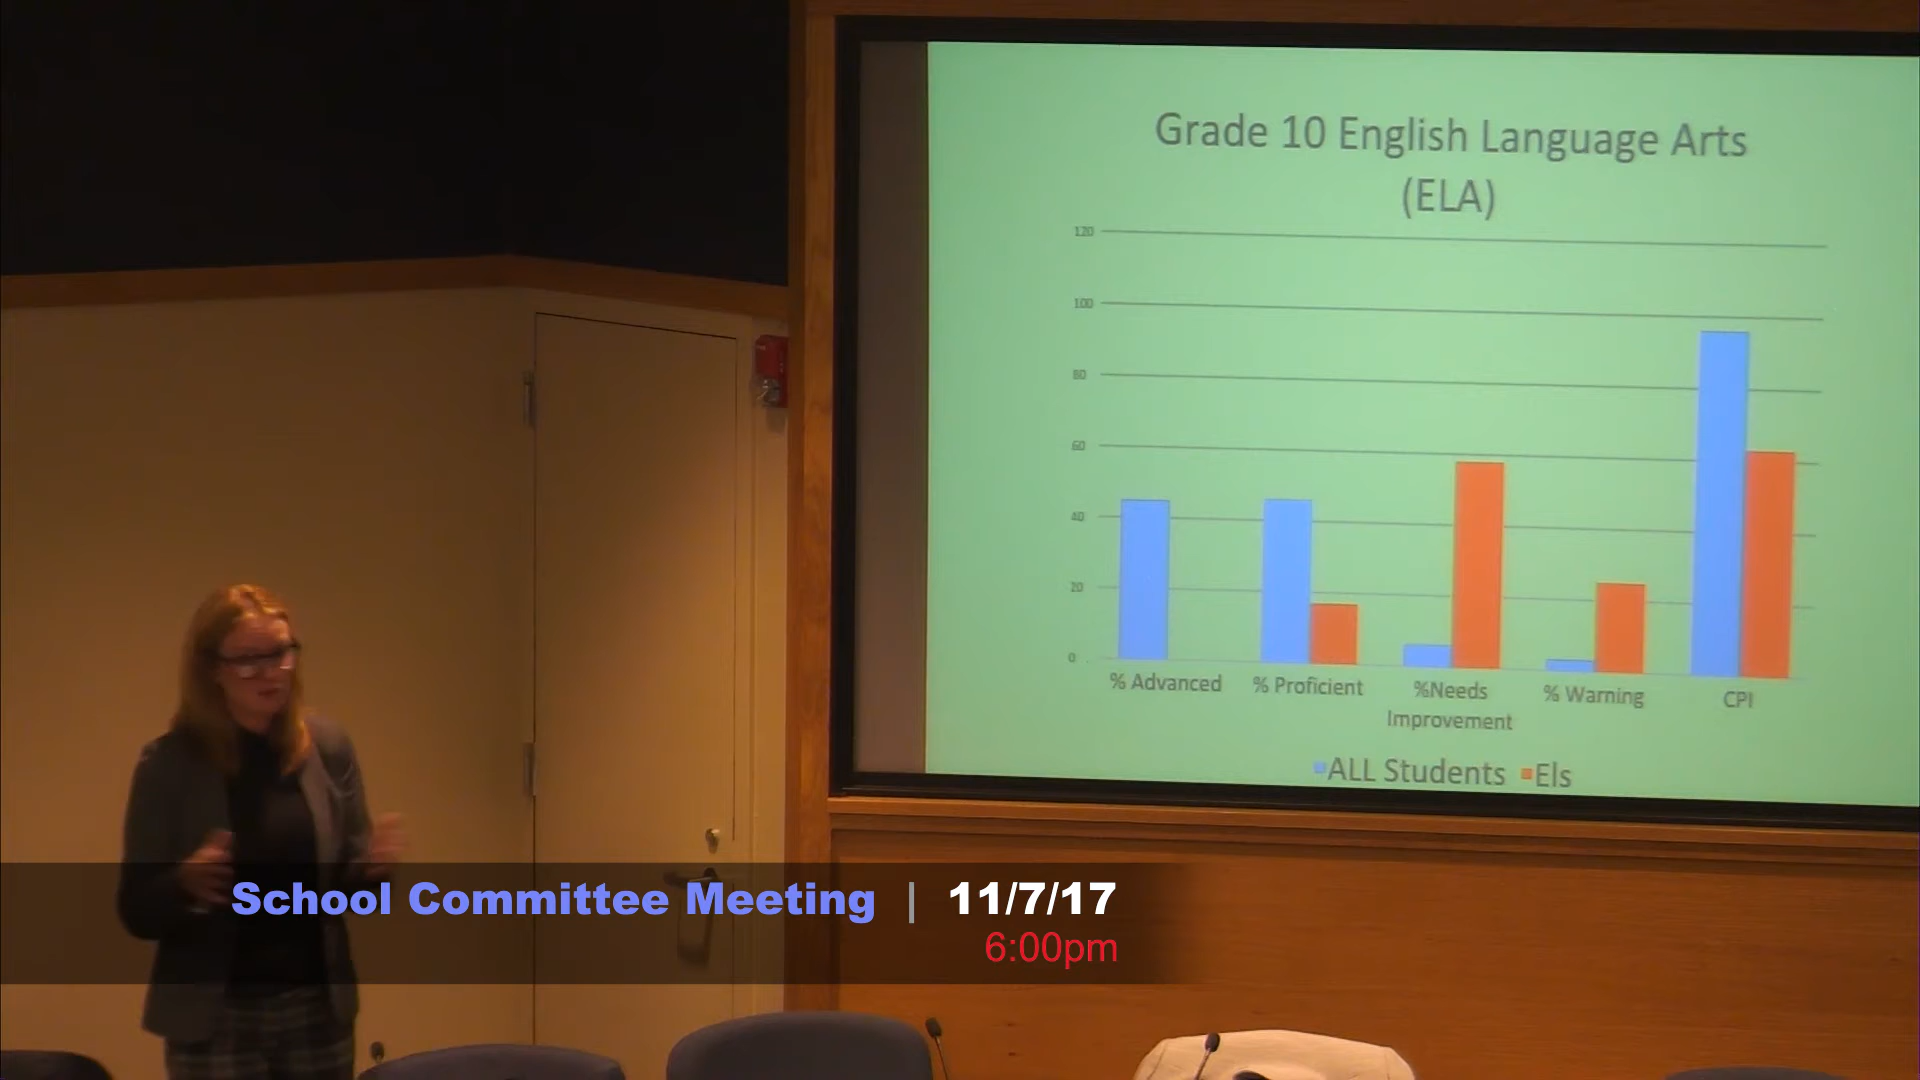 Grade 10 English Language Arts
(ELA)
120
100
80
60
40
20
0
% Advanced
% Proficient
%Needs
Improvement
% Warning
CPI
ALL Students
Els
School Committee Meeting | 11/7/17
6:00pm